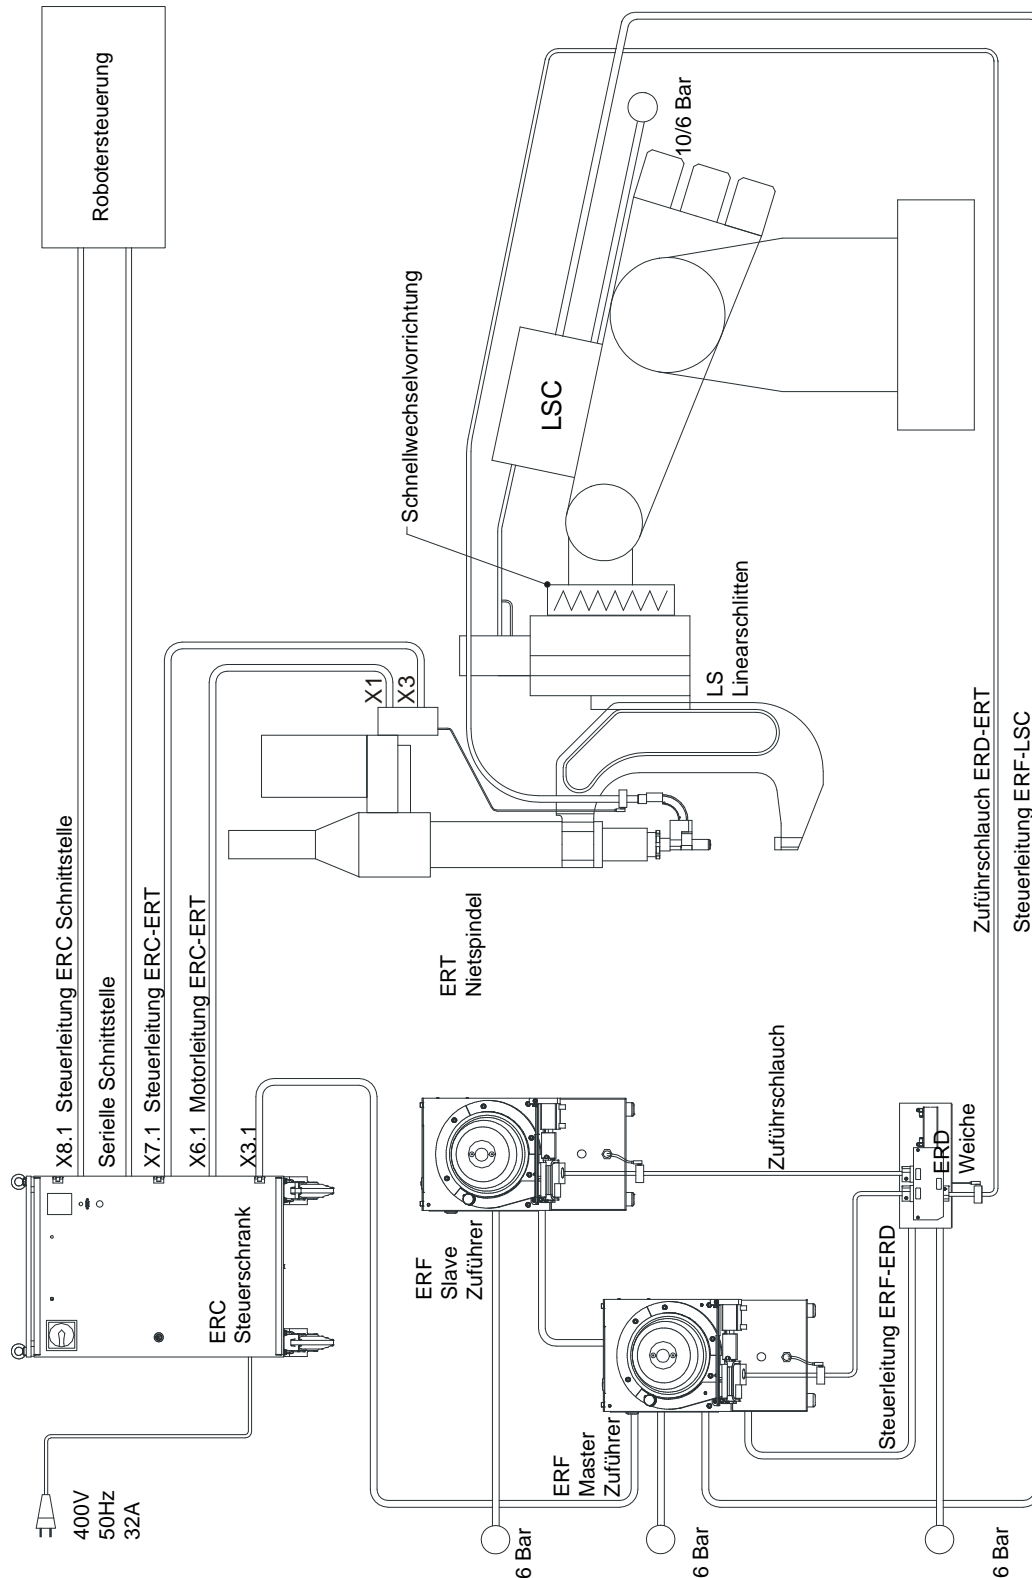 Robotersteuerung
X8.1 Steuerleitung ERC Schnittstelle
Serielle Schnittstelle
X7.1 Steuerleitung ERC-ERT
X6.1 Motorleitung ERC-ERT
X3.1
400V
50Hz
32A
ERC
Steuerschrank
X1
X3
Schnellwechselvorrichtung
LSC
10/6 Bar
LS
Linearschlitten
ERT
Nietspindel
ERF
Slave
Zuführer
ERF
Master
Zuführer
6 Bar
6 Bar
6 Bar
Zuführschlauch
Steuerleitung ERF-ERD
ERD
Weiche
Zuführschlauch ERD-ERT
Steuerleitung ERF-LSC